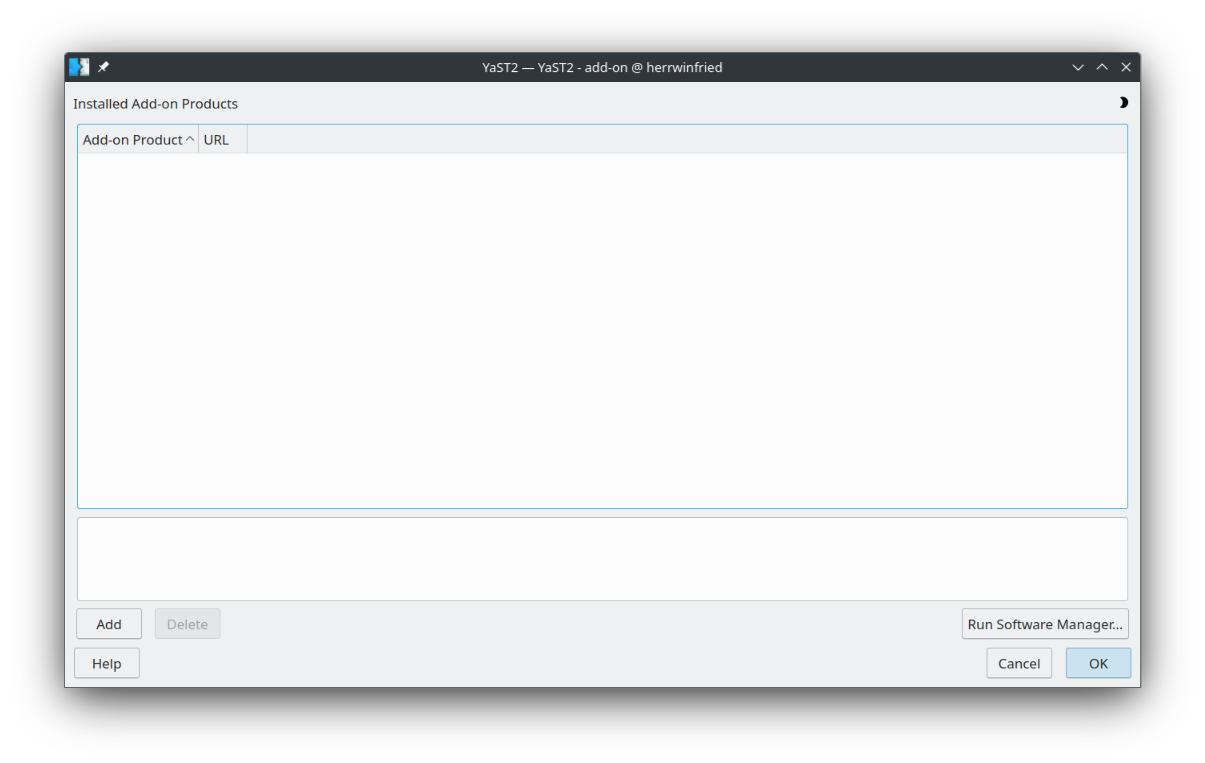 YaST2 — YaST2 - add-on @ herrwinfried
Installed Add-on Products
Add-on Product URL
Add Delete Run Software Manager...
Help Cancel OK